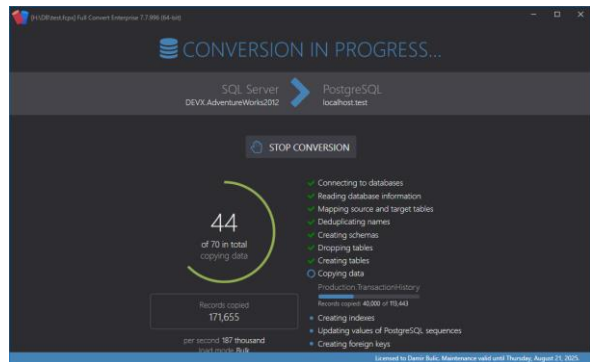 [H:\DB\test.fcpx] Full Convert Enterprise 7.7.996 (64-bit)
CONVERSION IN PROGRESS...
SQL Server
DEVX.AdventureWorks2012
PostgreSQL
localhost.test
STOP CONVERSION
44
of 70 in total
copying data
Records copied
171,655
per second 187 thousand
load mode Bulk
Connecting to databases
Reading database information
Mapping source and target tables
Deduplicating names
Creating schemas
Dropping tables
Creating tables
Copying data
Production.TransactionHistory
Records copied: 40,000 of 113,443
Creating indexes
Updating values of PostgreSQL sequences
Creating foreign keys
Licensed to Damir Bulic. Maintenance valid until Thursday, August 21, 2025.